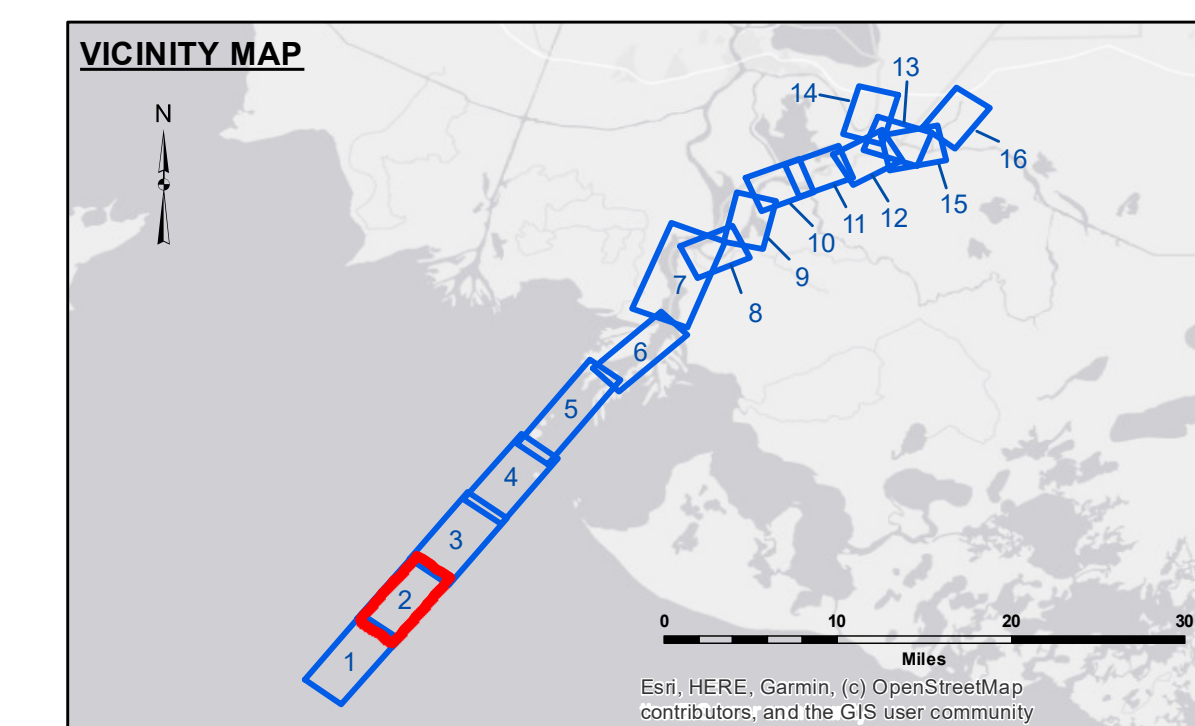 VICINITY MAP
N
13
14
16
15
12
11
10
9
7
8
6
5
4
3
2
1
0 10 20 30
Miles
Esri, HERE, Garmin, (c) OpenStreetMap
contributors, and the GIS user community